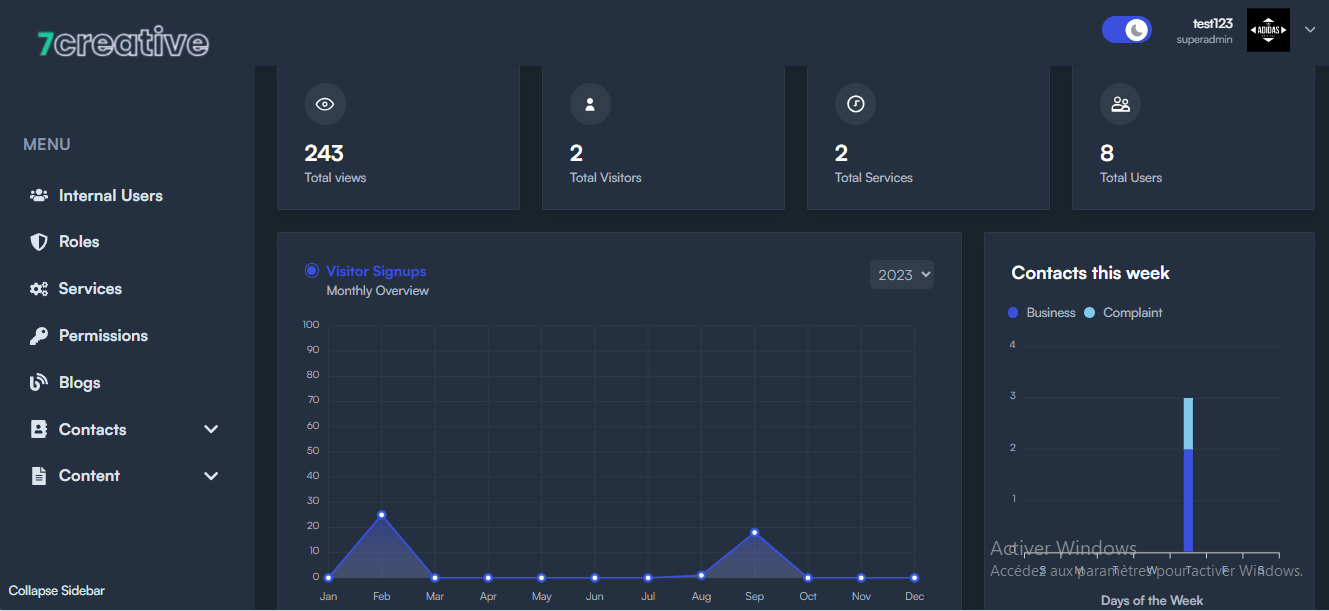 7creative
test123
superadmin
ADIDAS
MENU
Internal Users
Roles
Services
Permissions
Blogs
Contacts
Content
Collapse Sidebar
243
Total views
2
Total Visitors
2
Total Services
8
Total Users
Visitor Signups
Monthly Overview
2023
100
90
80
70
60
50
40
30
20
10
0
Jan Feb Mar Apr May Jun Jul Aug Sep Oct Nov Dec
Contacts this week
Business Complaint
4
3
2
1
0
S M T W T F S
Days of the Week
Activer Windows
Accédez aux paramètres pour activer Windows.